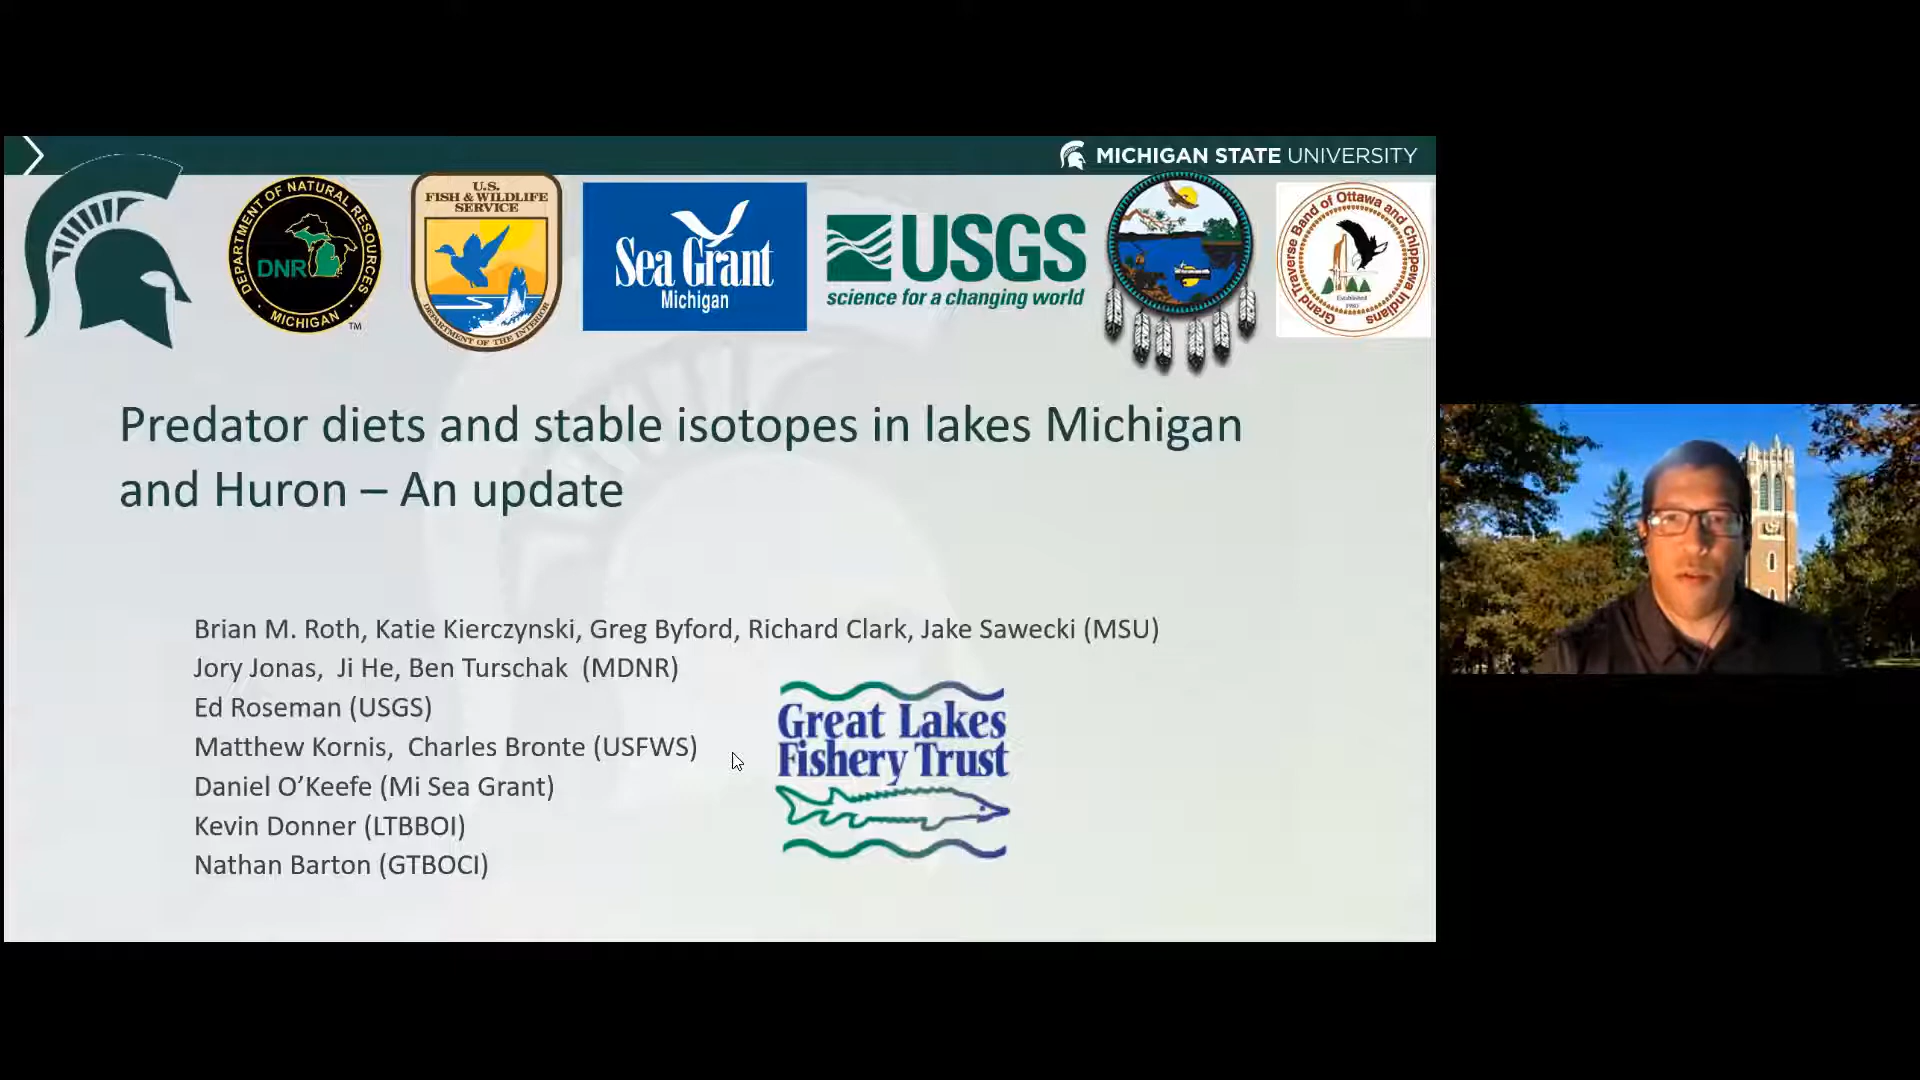 MICHIGAN STATE UNIVERSITY
DEPARTMENT OF NATURAL RESOURCES
DNR
MICHIGAN
TM
U.S.
FISH & WILDLIFE
SERVICE
DEPARTMENT OF THE INTERIOR
Sea Grant
Michigan
USGS
science for a changing world
Grand Traverse Band of Ottawa and Chippewa Indians
Established
1980
Predator diets and stable isotopes in lakes Michigan
and Huron – An update
Brian M. Roth, Katie Kierczynski, Greg Byford, Richard Clark, Jake Sawecki (MSU)
Jory Jonas, Ji He, Ben Turschak (MDNR)
Ed Roseman (USGS)
Matthew Kornis, Charles Bronte (USFWS)
Daniel O’Keefe (Mi Sea Grant)
Kevin Donner (LTBBOI)
Nathan Barton (GTBOCI)
Great Lakes
Fishery Trust